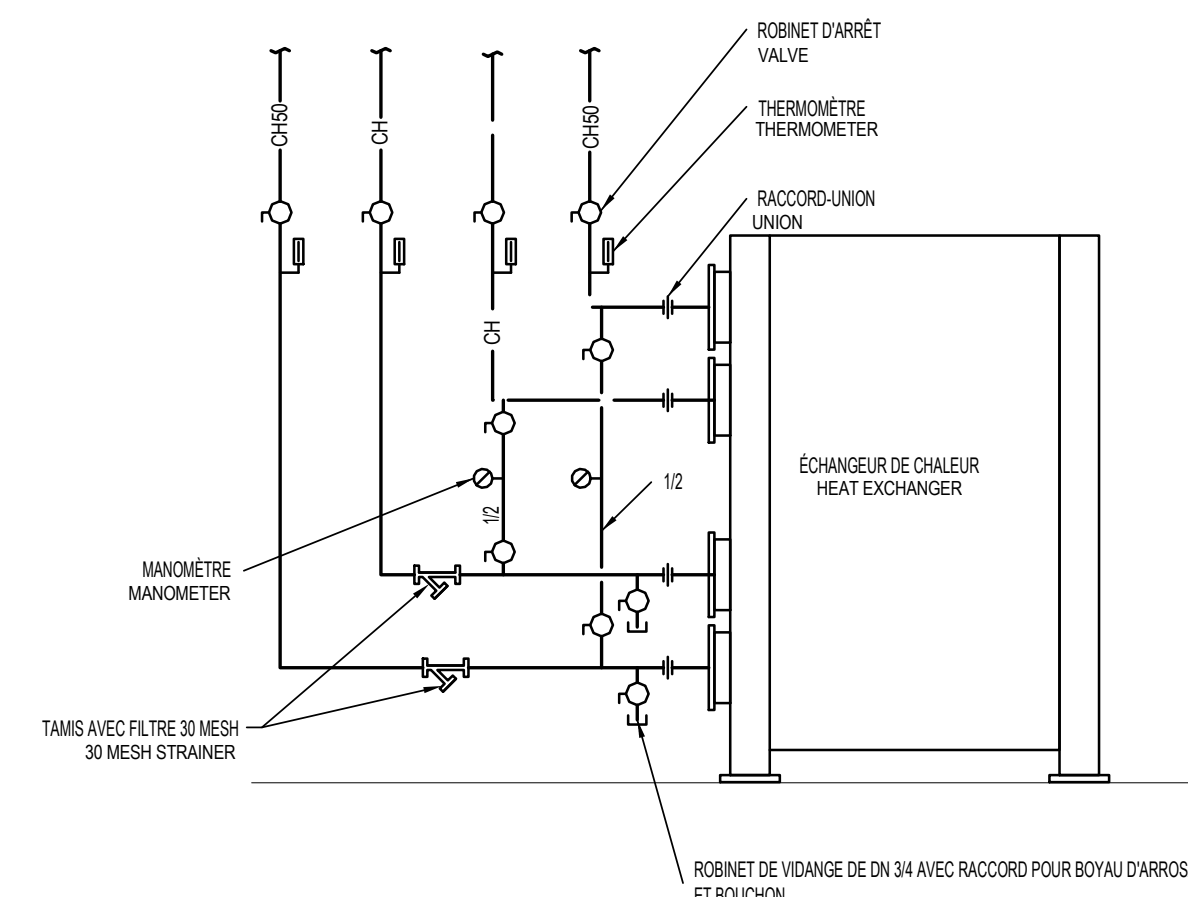 ROBINET D'ARRÊT
VALVE
THERMOMÈTRE
THERMOMETER
CH50
CH
CH50
RACCORD-UNION
UNION
CH
ÉCHANGEUR DE CHALEUR
HEAT EXCHANGER
1/2
1/2
MANOMÈTRE
MANOMETER
TAMIS AVEC FILTRE 30 MESH
30 MESH STRAINER
ROBINET DE VIDANGE DE DN 3/4 AVEC RACCORD POUR BOYAU D'ARROS
ET BOUCHON